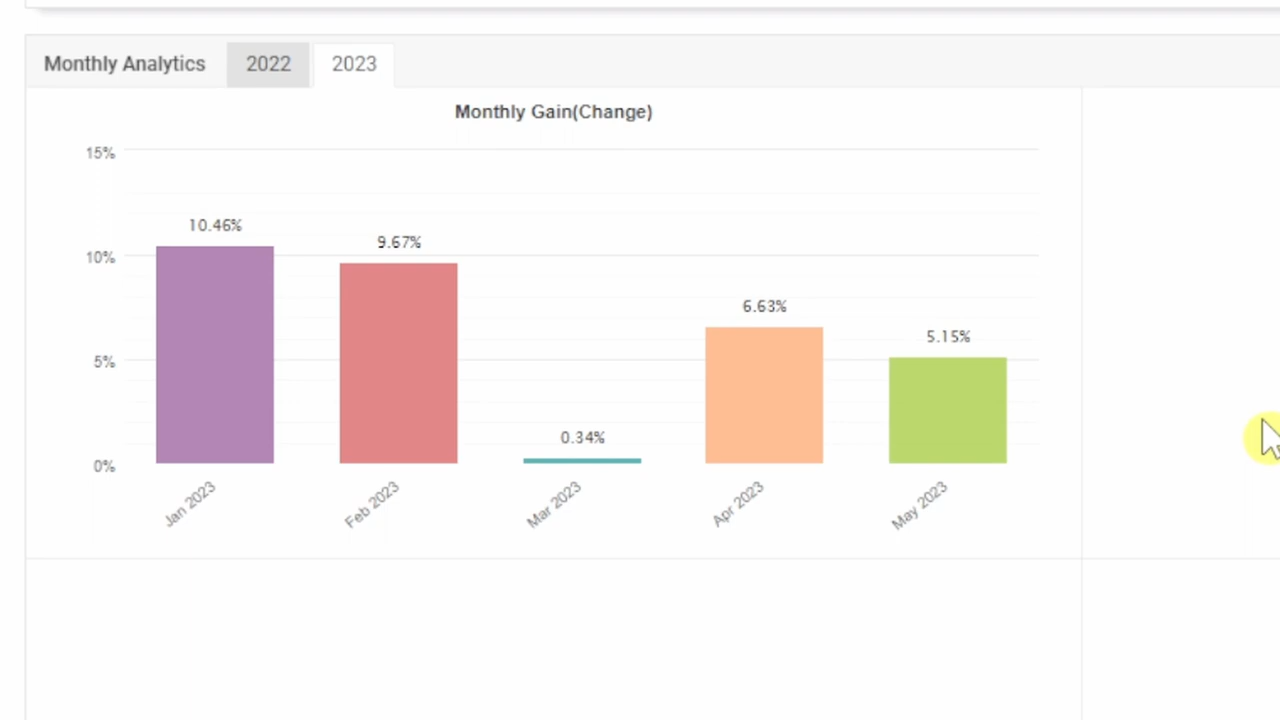 Monthly Analytics 2022 2023
Monthly Gain(Change)
15%
10%
5%
0%
10.46%
9.67%
0.34%
6.63%
5.15%
Jan 2023
Feb 2023
Mar 2023
Apr 2023
May 2023